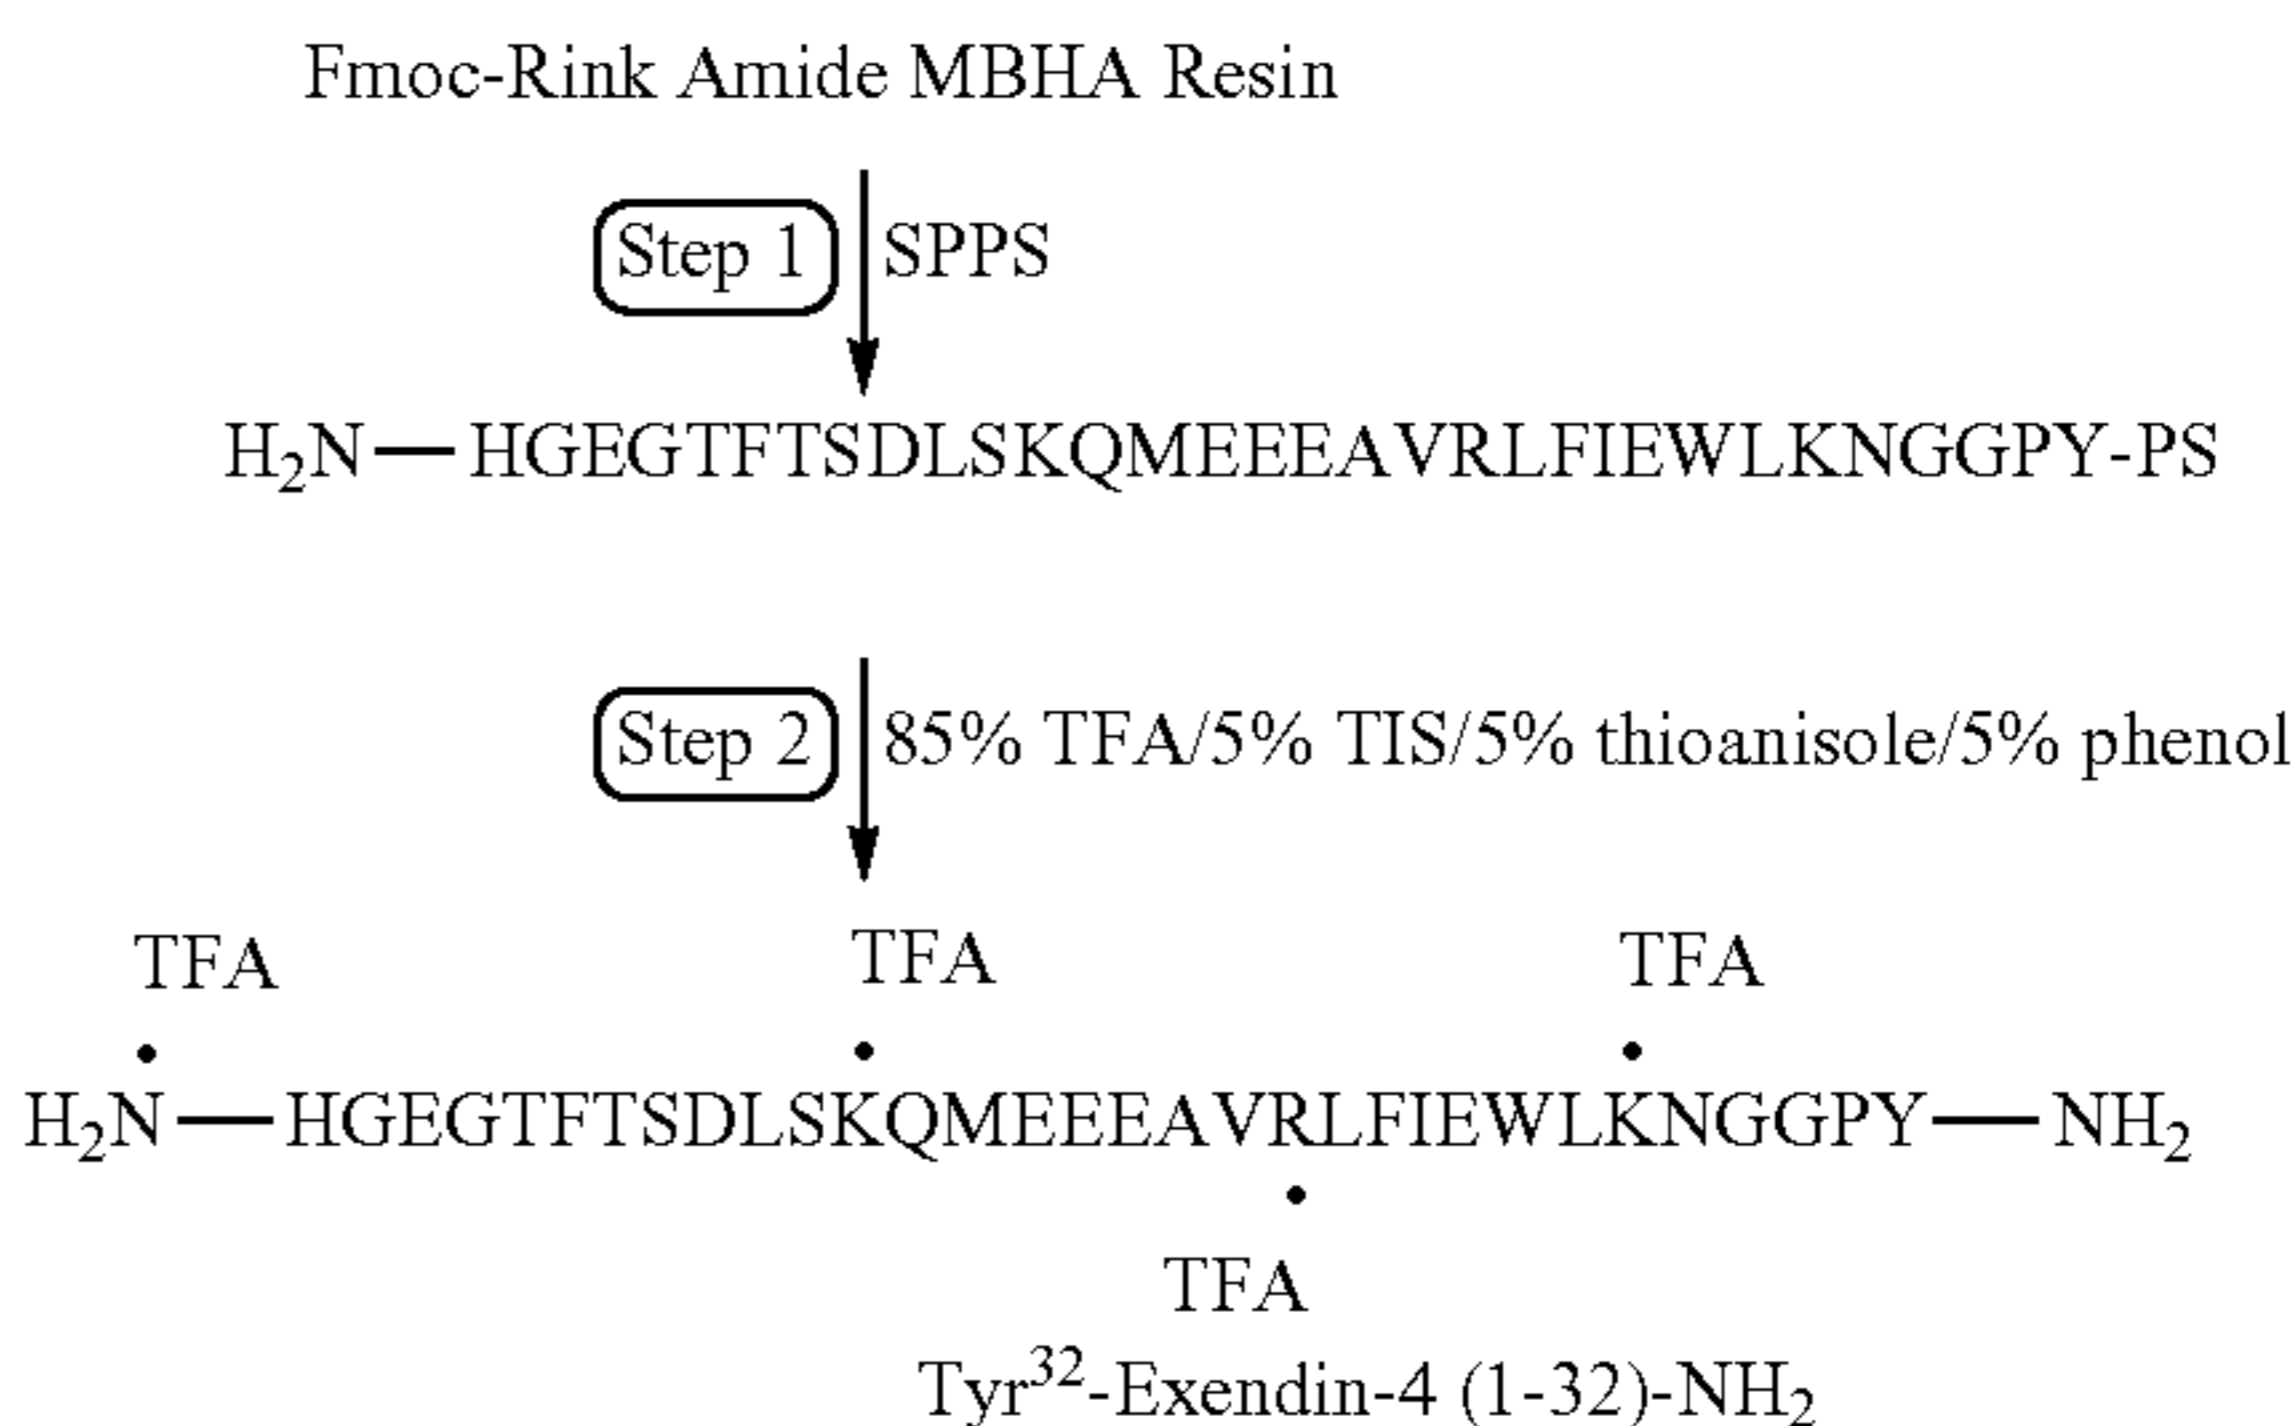 Fmoc-Rink Amide MBHA Resin
Step 1 SPPS
H₂N—HGEGTFTSDLSKQMEEEAVRLFIEWLKNGGPY-PS
Step 2 85% TFA/5% TIS/5% thioanisole/5% phenol
TFA TFA TFA
• • •
H₂N—HGEGTFTSDLSKQMEEEAVRLFIEWLKNGGPY—NH₂
•
TFA
Tyr³²-Exendin-4 (1-32)-NH₂